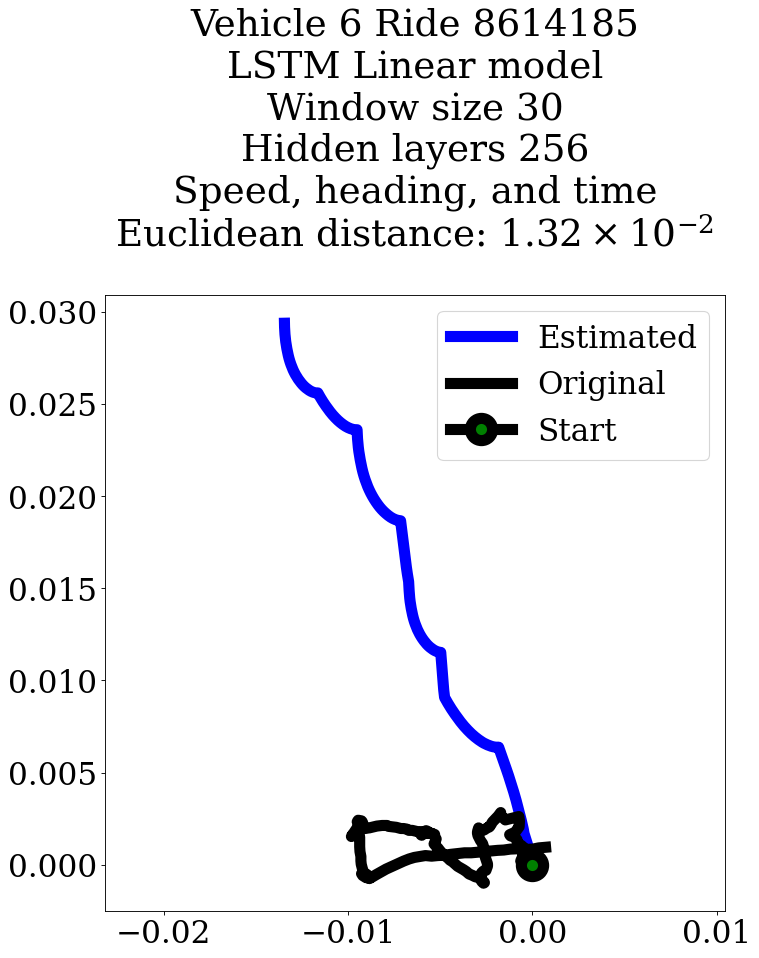 Vehicle 6 Ride 8614185
LSTM Linear model
Window size 30
Hidden layers 256
Speed, heading, and time
Euclidean distance: 1.32 × 10⁻²
Estimated
Original
Start
0.030
0.025
0.020
0.015
0.010
0.005
0.000
−0.02 −0.01 0.00 0.01